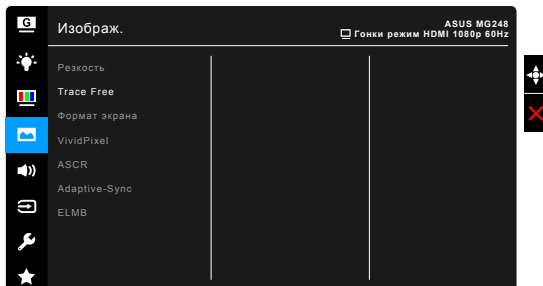 G
Изображ.
ASUS MG248
Гонки режим HDMI 1080p 60Hz
Резкость
Trace Free
Формат экрана
VividPixel
ASCR
Adaptive-Sync
ELMB